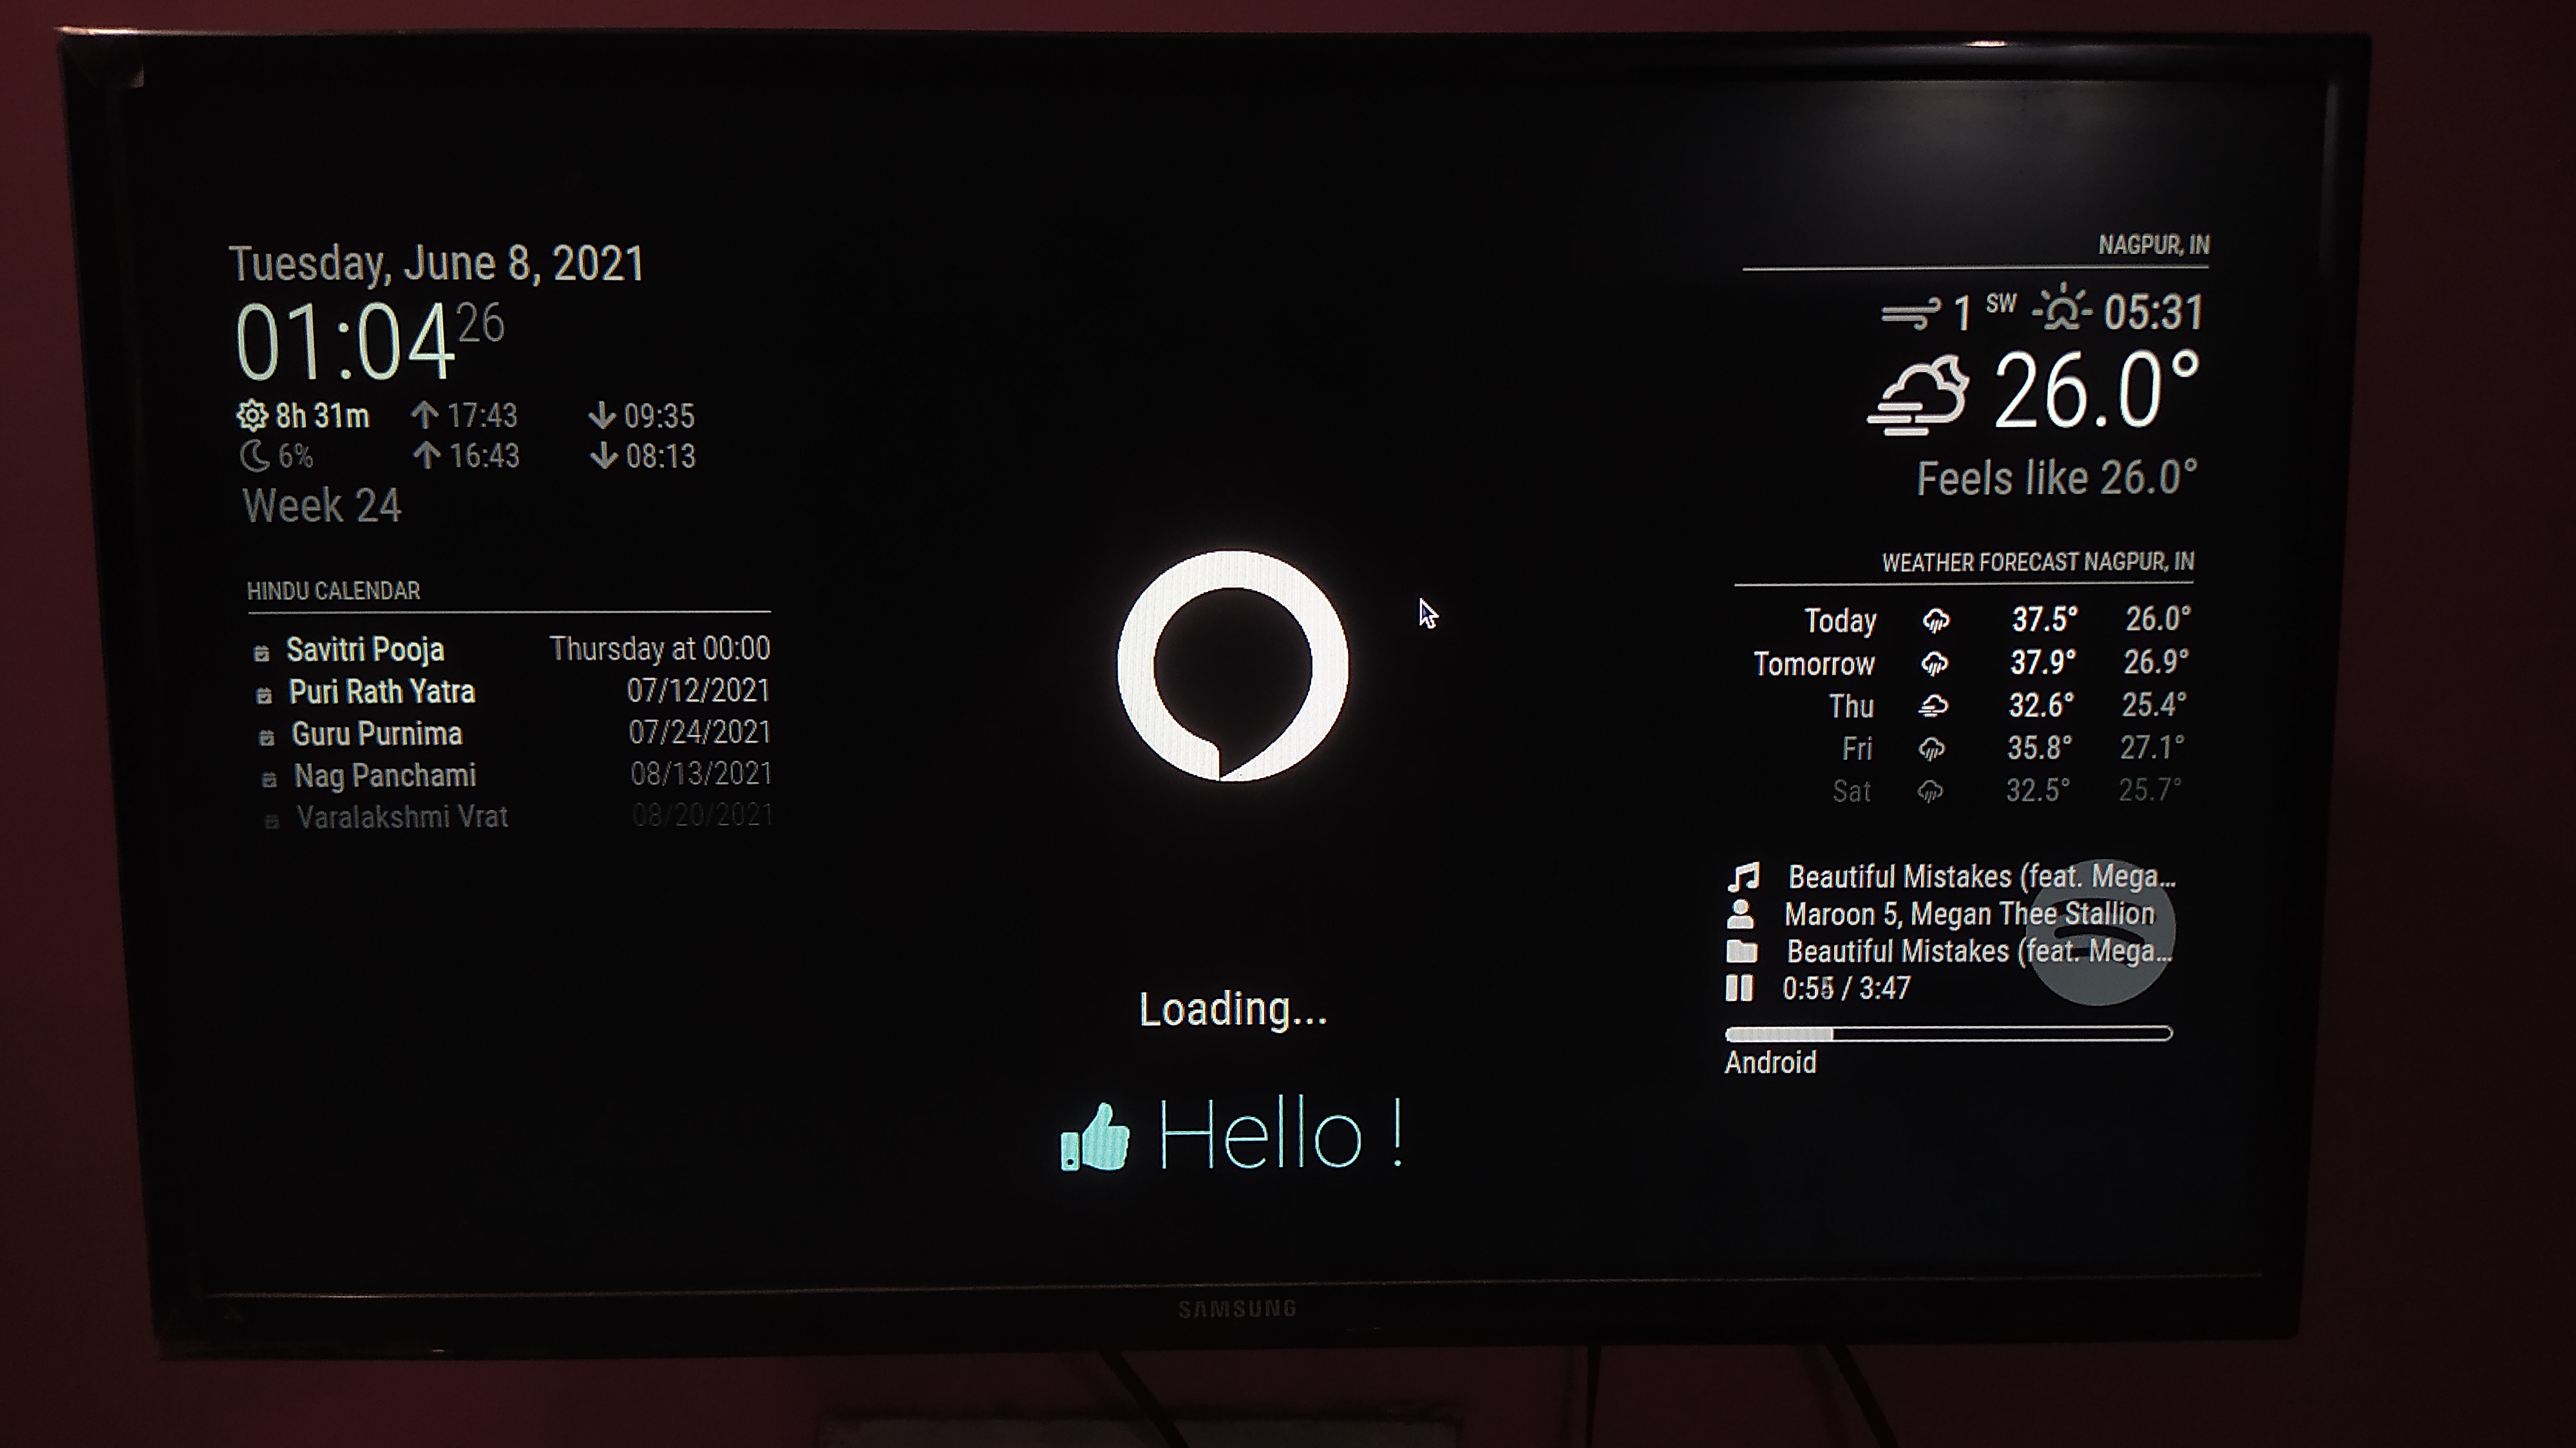 Tuesday, June 8, 2021
01:04 26
8h 31m 17:43 09:35
6% 16:43 08:13
Week 24
HINDU CALENDAR
Savitri Pooja Thursday at 00:00
Puri Rath Yatra 07/12/2021
Guru Purnima 07/24/2021
Nag Panchami 08/13/2021
Varalakshmi Vrat 08/20/2021
Loading...
Hello !
NAGPUR, IN
1 SW 05:31
26.0°
Feels like 26.0°
WEATHER FORECAST NAGPUR, IN
Today 37.5° 26.0°
Tomorrow 37.9° 26.9°
Thu 32.6° 25.4°
Fri 35.8° 27.1°
Sat 32.5° 25.7°
Beautiful Mistakes (feat. Mega...
Maroon 5, Megan Thee Stallion
Beautiful Mistakes (feat. Mega...
0:55 / 3:47
Android
SAMSUNG